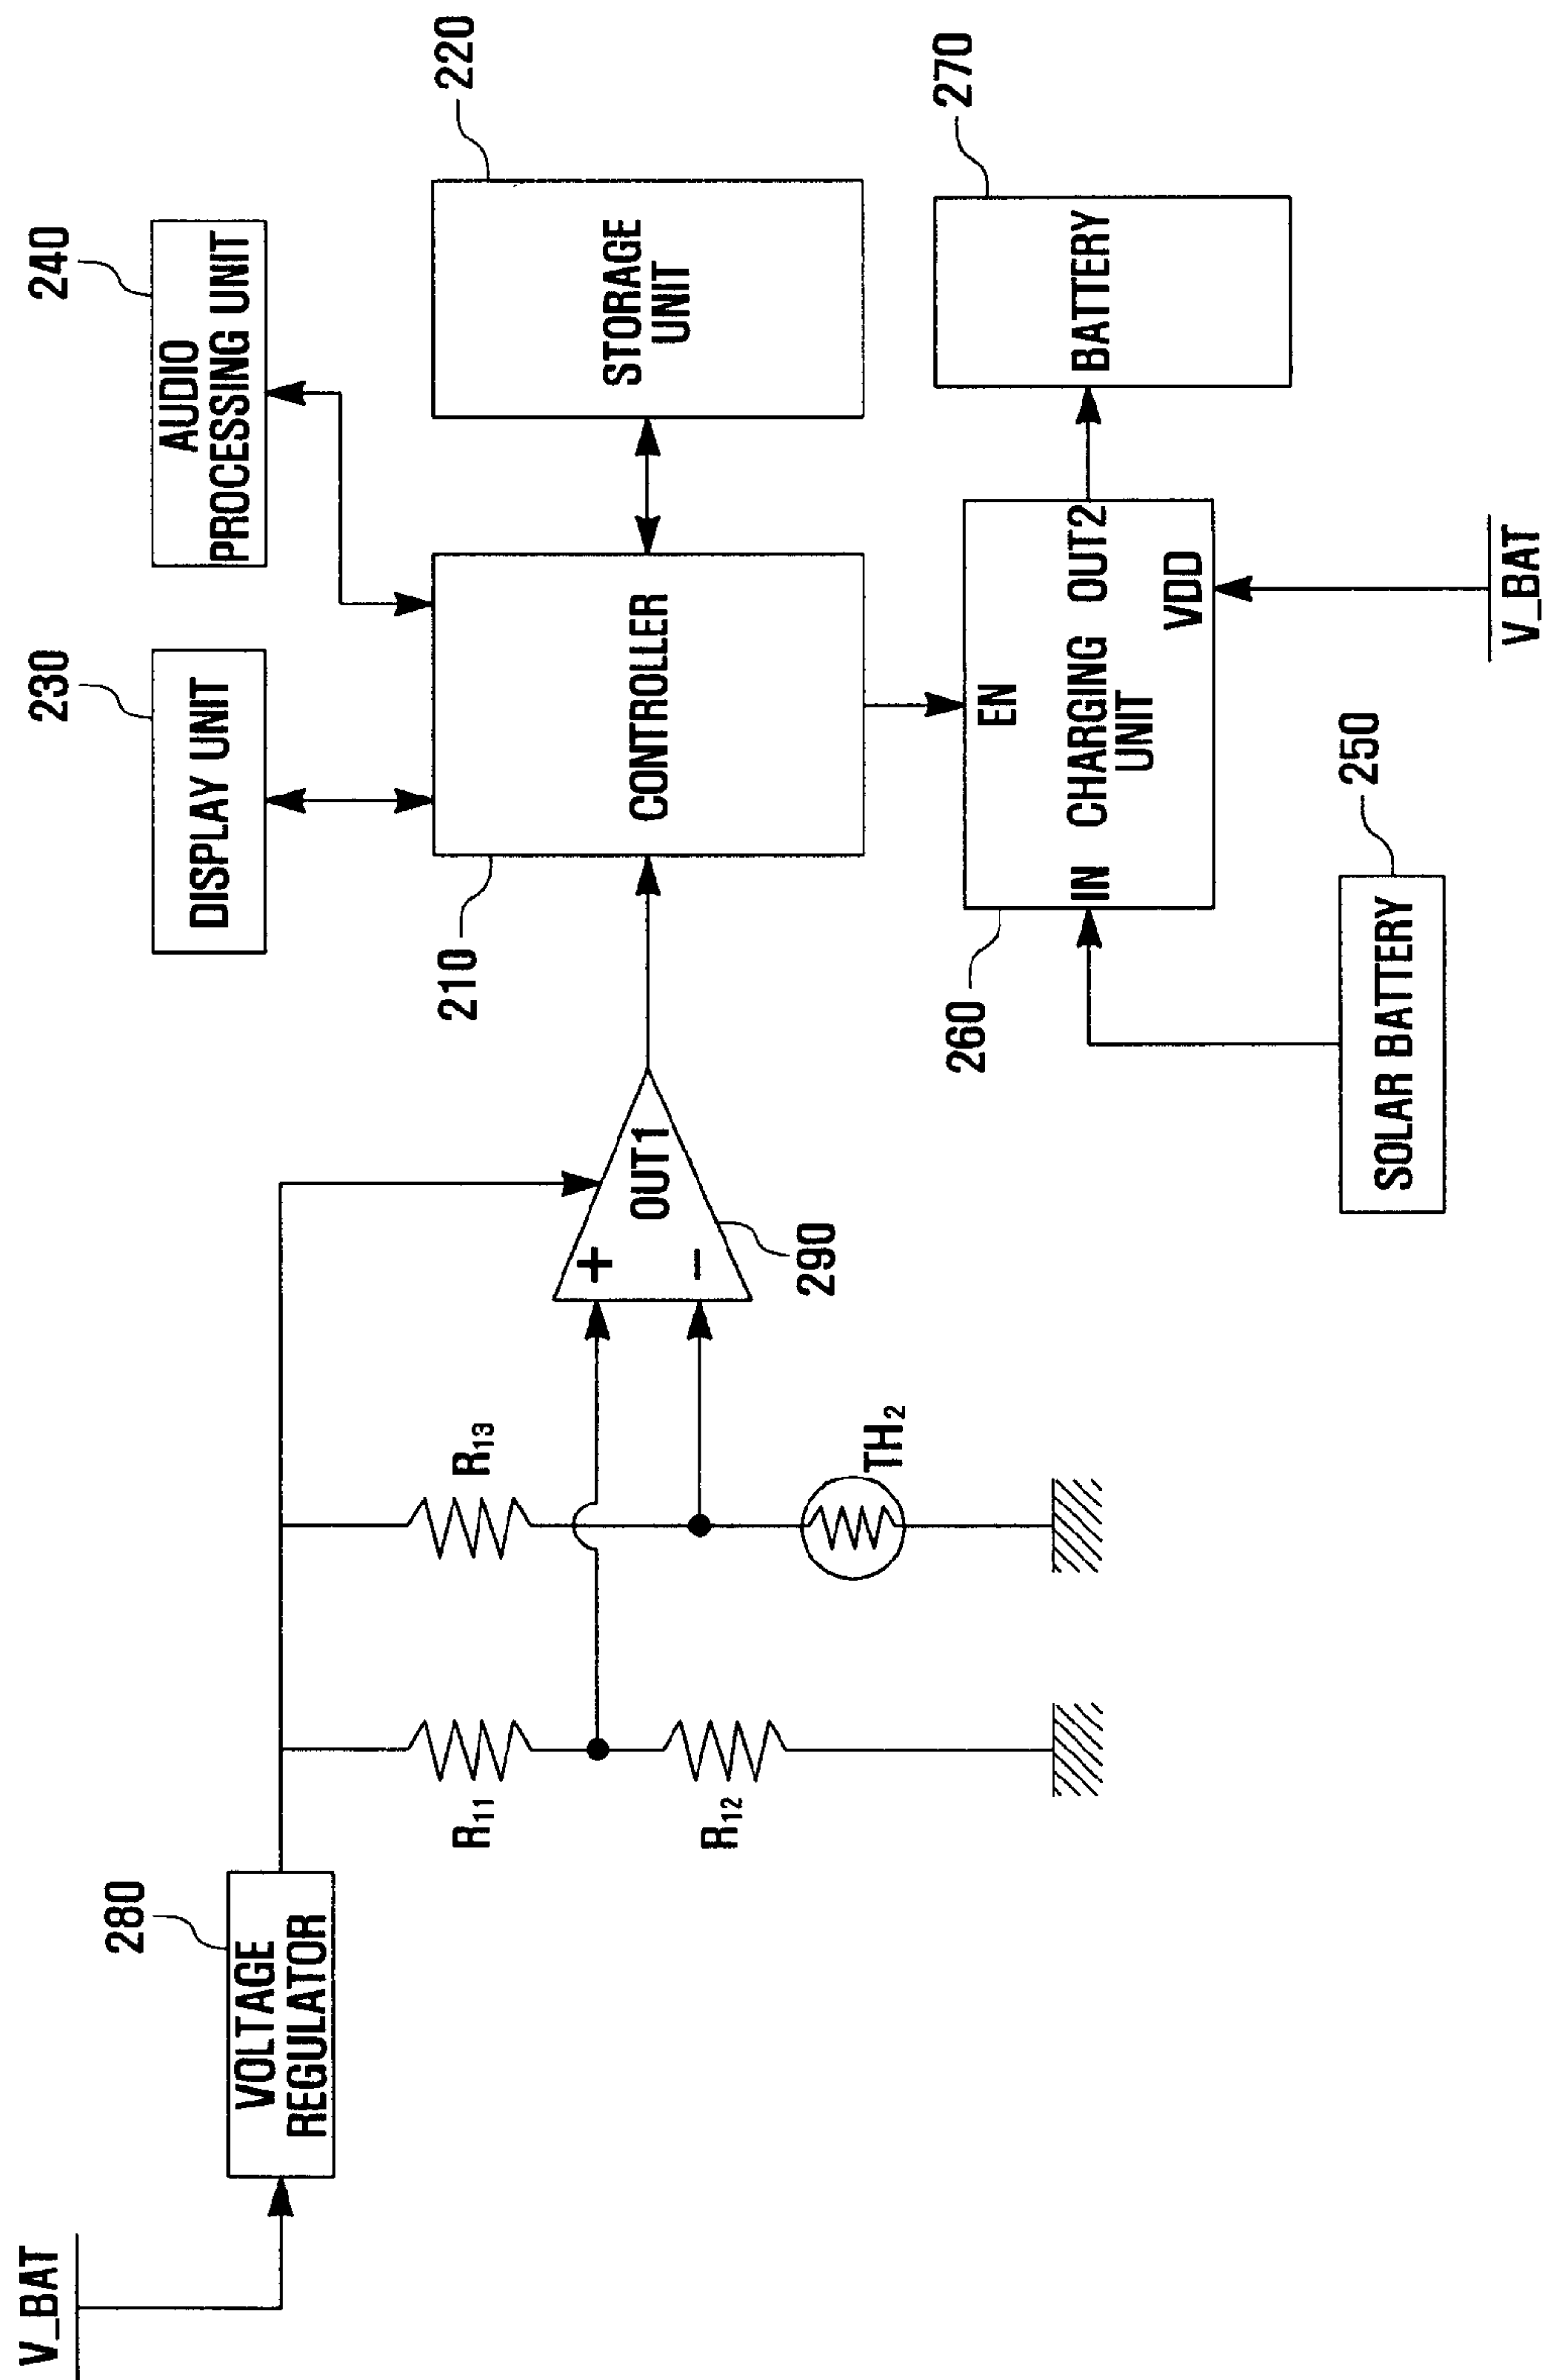 V_BAT
280
VOLTAGE
REGULATOR
R11
R12
R13
TH2
+
-
OUT1
290
230
DISPLAY UNIT
240
AUDIO
PROCESSING UNIT
210
CONTROLLER
220
STORAGE
UNIT
260
EN
IN
CHARGING
UNIT
OUT2
VDD
270
BATTERY
250
SOLAR BATTERY
V_BAT